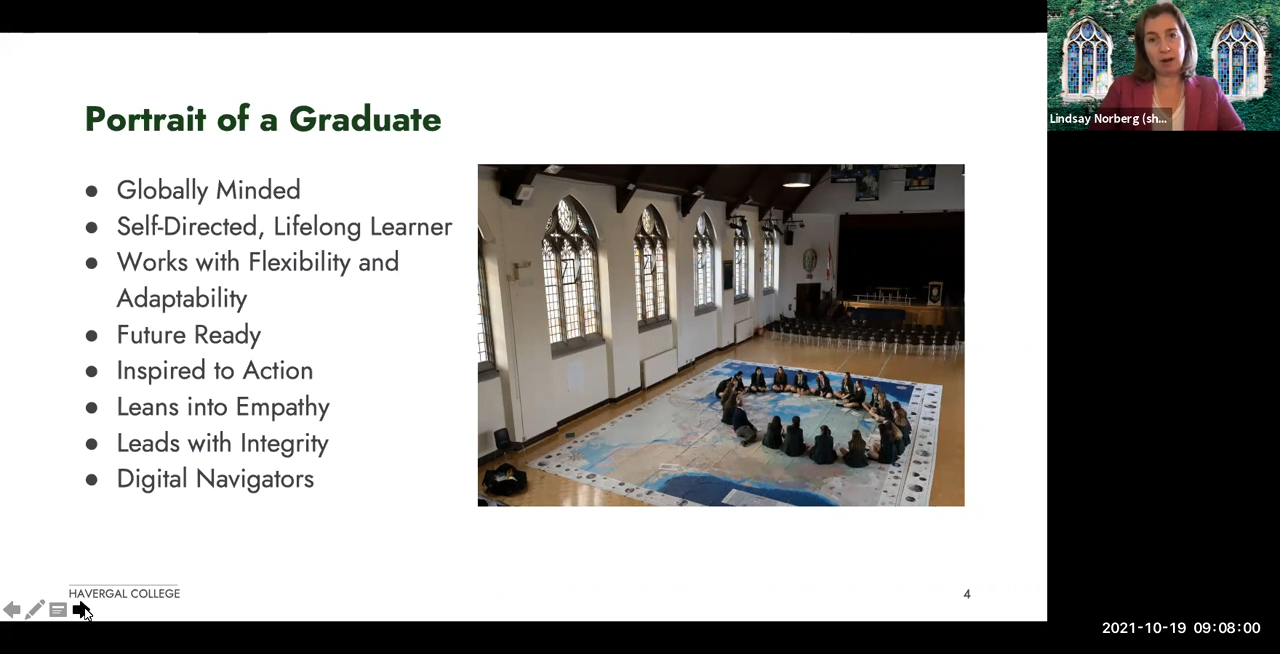 Portrait of a Graduate
● Globally Minded
● Self-Directed, Lifelong Learner
● Works with Flexibility and
Adaptability
● Future Ready
● Inspired to Action
● Leans into Empathy
● Leads with Integrity
● Digital Navigators
HAVERGAL COLLEGE
4
Lindsay Norberg (sh...
2021-10-19 09:08:00